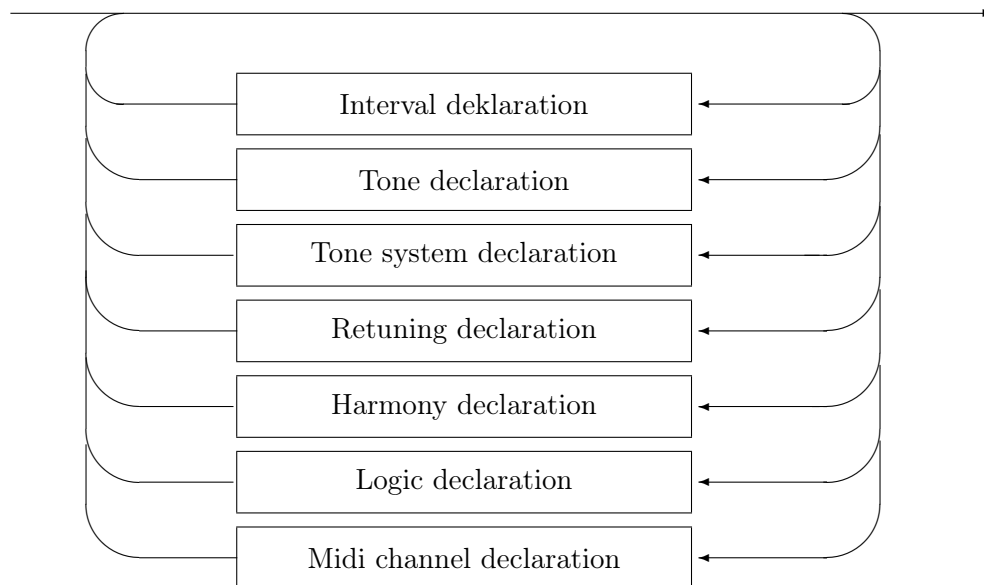 Interval deklaration
Tone declaration
Tone system declaration
Retuning declaration
Harmony declaration
Logic declaration
Midi channel declaration